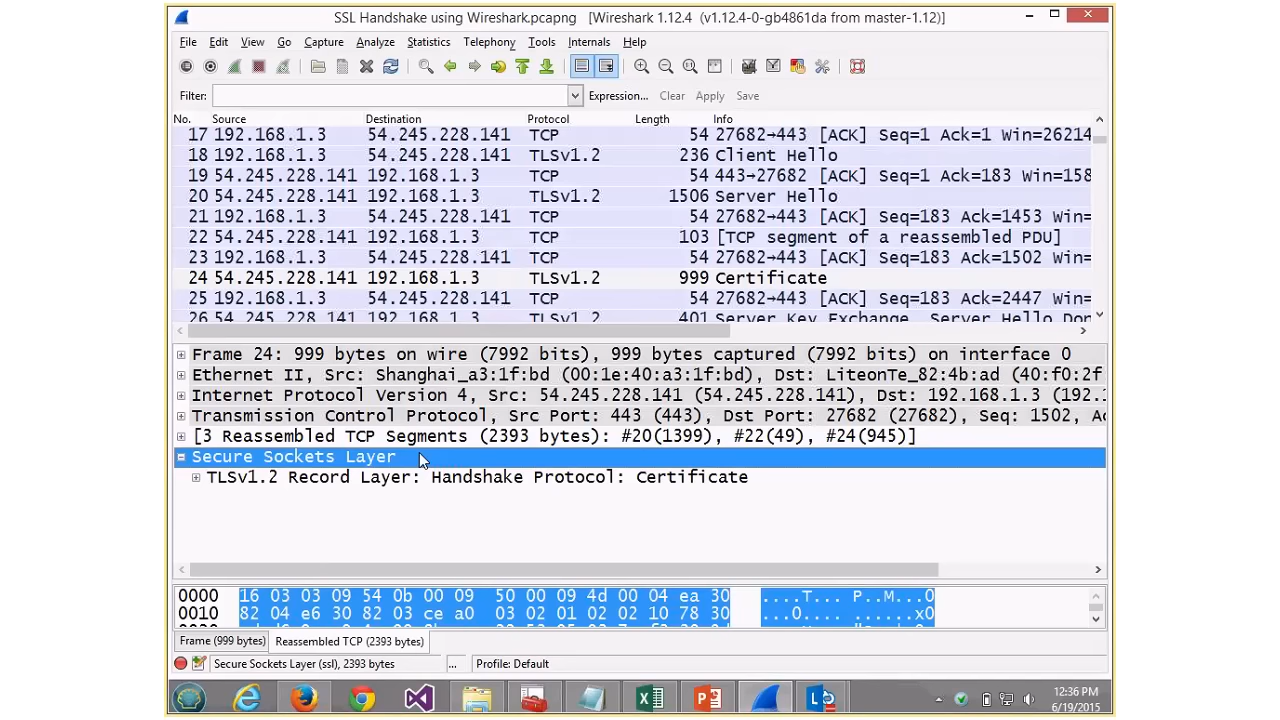 SSL Handshake using Wireshark.pcapng [Wireshark 1.12.4 (v1.12.4-0-gb4861da from master-1.12)]
File Edit View Go Capture Analyze Statistics Telephony Tools Internals Help
Filter: Expression... Clear Apply Save
No. Source Destination Protocol Length Info
17 192.168.1.3 54.245.228.141 TCP 54 27682→443 [ACK] Seq=1 Ack=1 Win=26214
18 192.168.1.3 54.245.228.141 TLSv1.2 236 Client Hello
19 54.245.228.141 192.168.1.3 TCP 54 443→27682 [ACK] Seq=1 Ack=183 Win=158
20 54.245.228.141 192.168.1.3 TLSv1.2 1506 Server Hello
21 192.168.1.3 54.245.228.141 TCP 54 27682→443 [ACK] Seq=183 Ack=1453 Win=
22 54.245.228.141 192.168.1.3 TCP 103 [TCP segment of a reassembled PDU]
23 192.168.1.3 54.245.228.141 TCP 54 27682→443 [ACK] Seq=183 Ack=1502 Win=
24 54.245.228.141 192.168.1.3 TLSv1.2 999 Certificate
25 192.168.1.3 54.245.228.141 TCP 54 27682→443 [ACK] Seq=183 Ack=2447 Win=
26 54.245.228.141 192.168.1.3 TLSv1.2 401 Server Key Exchange, Server Hello Don
Frame 24: 999 bytes on wire (7992 bits), 999 bytes captured (7992 bits) on interface 0
Ethernet II, Src: Shanghai_a3:1f:bd (00:1e:40:a3:1f:bd), Dst: LiteonTe_82:4b:ad (40:f0:2f
Internet Protocol Version 4, Src: 54.245.228.141 (54.245.228.141), Dst: 192.168.1.3 (192.
Transmission Control Protocol, Src Port: 443 (443), Dst Port: 27682 (27682), Seq: 1502, Ac
[3 Reassembled TCP Segments (2393 bytes): #20(1399), #22(49), #24(945)]
Secure Sockets Layer
TLSv1.2 Record Layer: Handshake Protocol: Certificate
0000 16 03 03 09 54 0b 00 09 50 00 09 4d 00 04 ea 30 ....T... P..M...0
0010 82 04 e6 30 82 03 ce a0 03 02 01 02 02 10 78 30 ...0.... ......x0
Frame (999 bytes) Reassembled TCP (2393 bytes)
Secure Sockets Layer (ssl), 2393 bytes ... Profile: Default
12:36 PM
6/19/2015